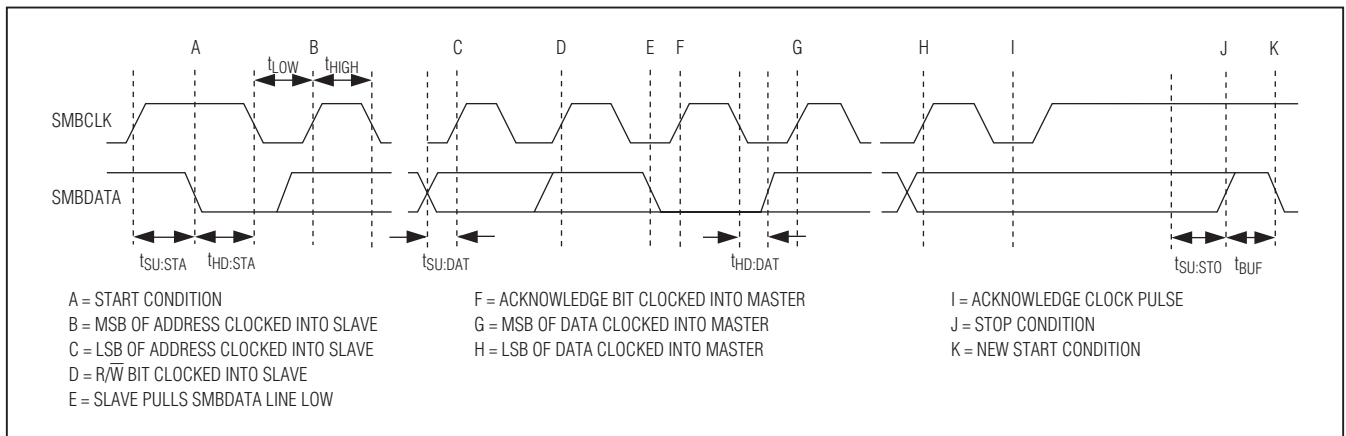 A B C D E F G H I J K
tLOW tHIGH
SMBCLK
SMBDATA
tSU:STA tHD:STA tSU:DAT tHD:DAT tSU:STO tBUF
A = START CONDITION
B = MSB OF ADDRESS CLOCKED INTO SLAVE
C = LSB OF ADDRESS CLOCKED INTO SLAVE
D = R/W̅ BIT CLOCKED INTO SLAVE
E = SLAVE PULLS SMBDATA LINE LOW
F = ACKNOWLEDGE BIT CLOCKED INTO MASTER
G = MSB OF DATA CLOCKED INTO MASTER
H = LSB OF DATA CLOCKED INTO MASTER
I = ACKNOWLEDGE CLOCK PULSE
J = STOP CONDITION
K = NEW START CONDITION